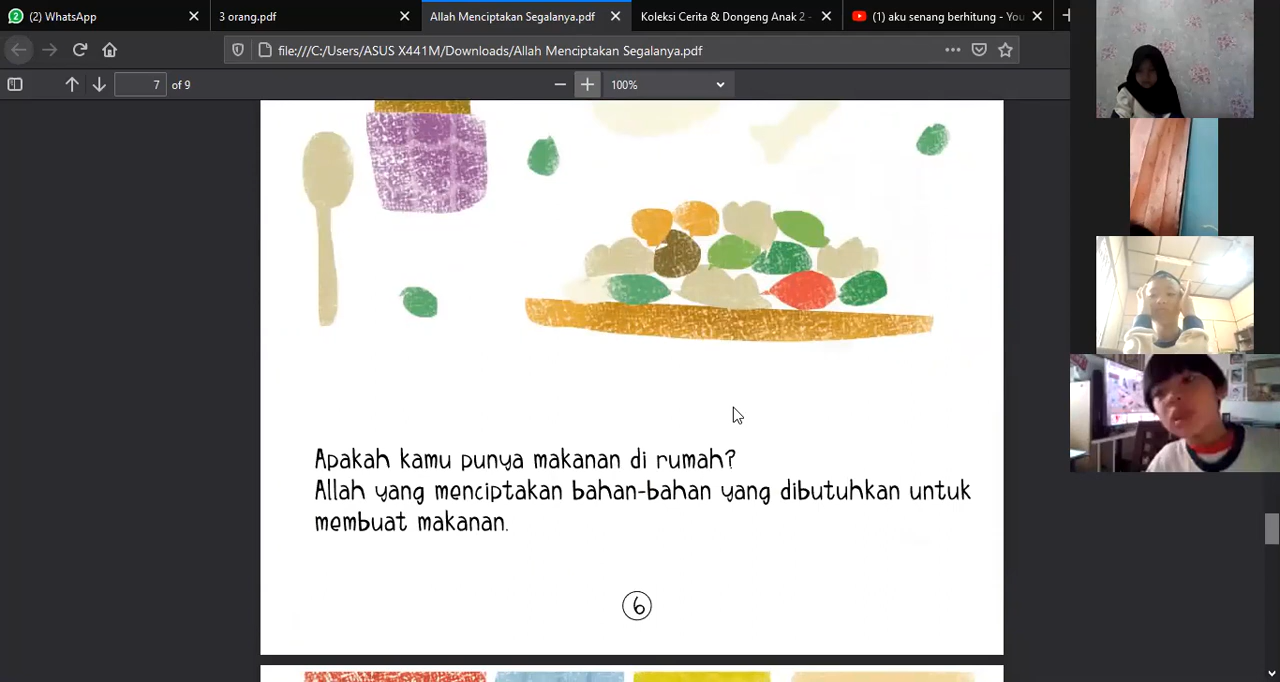 (2) WhatsApp
3 orang.pdf
Allah Menciptakan Segalanya.pdf
Koleksi Cerita & Dongeng Anak 2 -
(1) aku senang berhitung - You
file:///C:/Users/ASUS X441M/Downloads/Allah Menciptakan Segalanya.pdf
7 of 9
100%
Apakah kamu punya makanan di rumah?
Allah yang menciptakan bahan-bahan yang dibutuhkan untuk
membuat makanan.
6